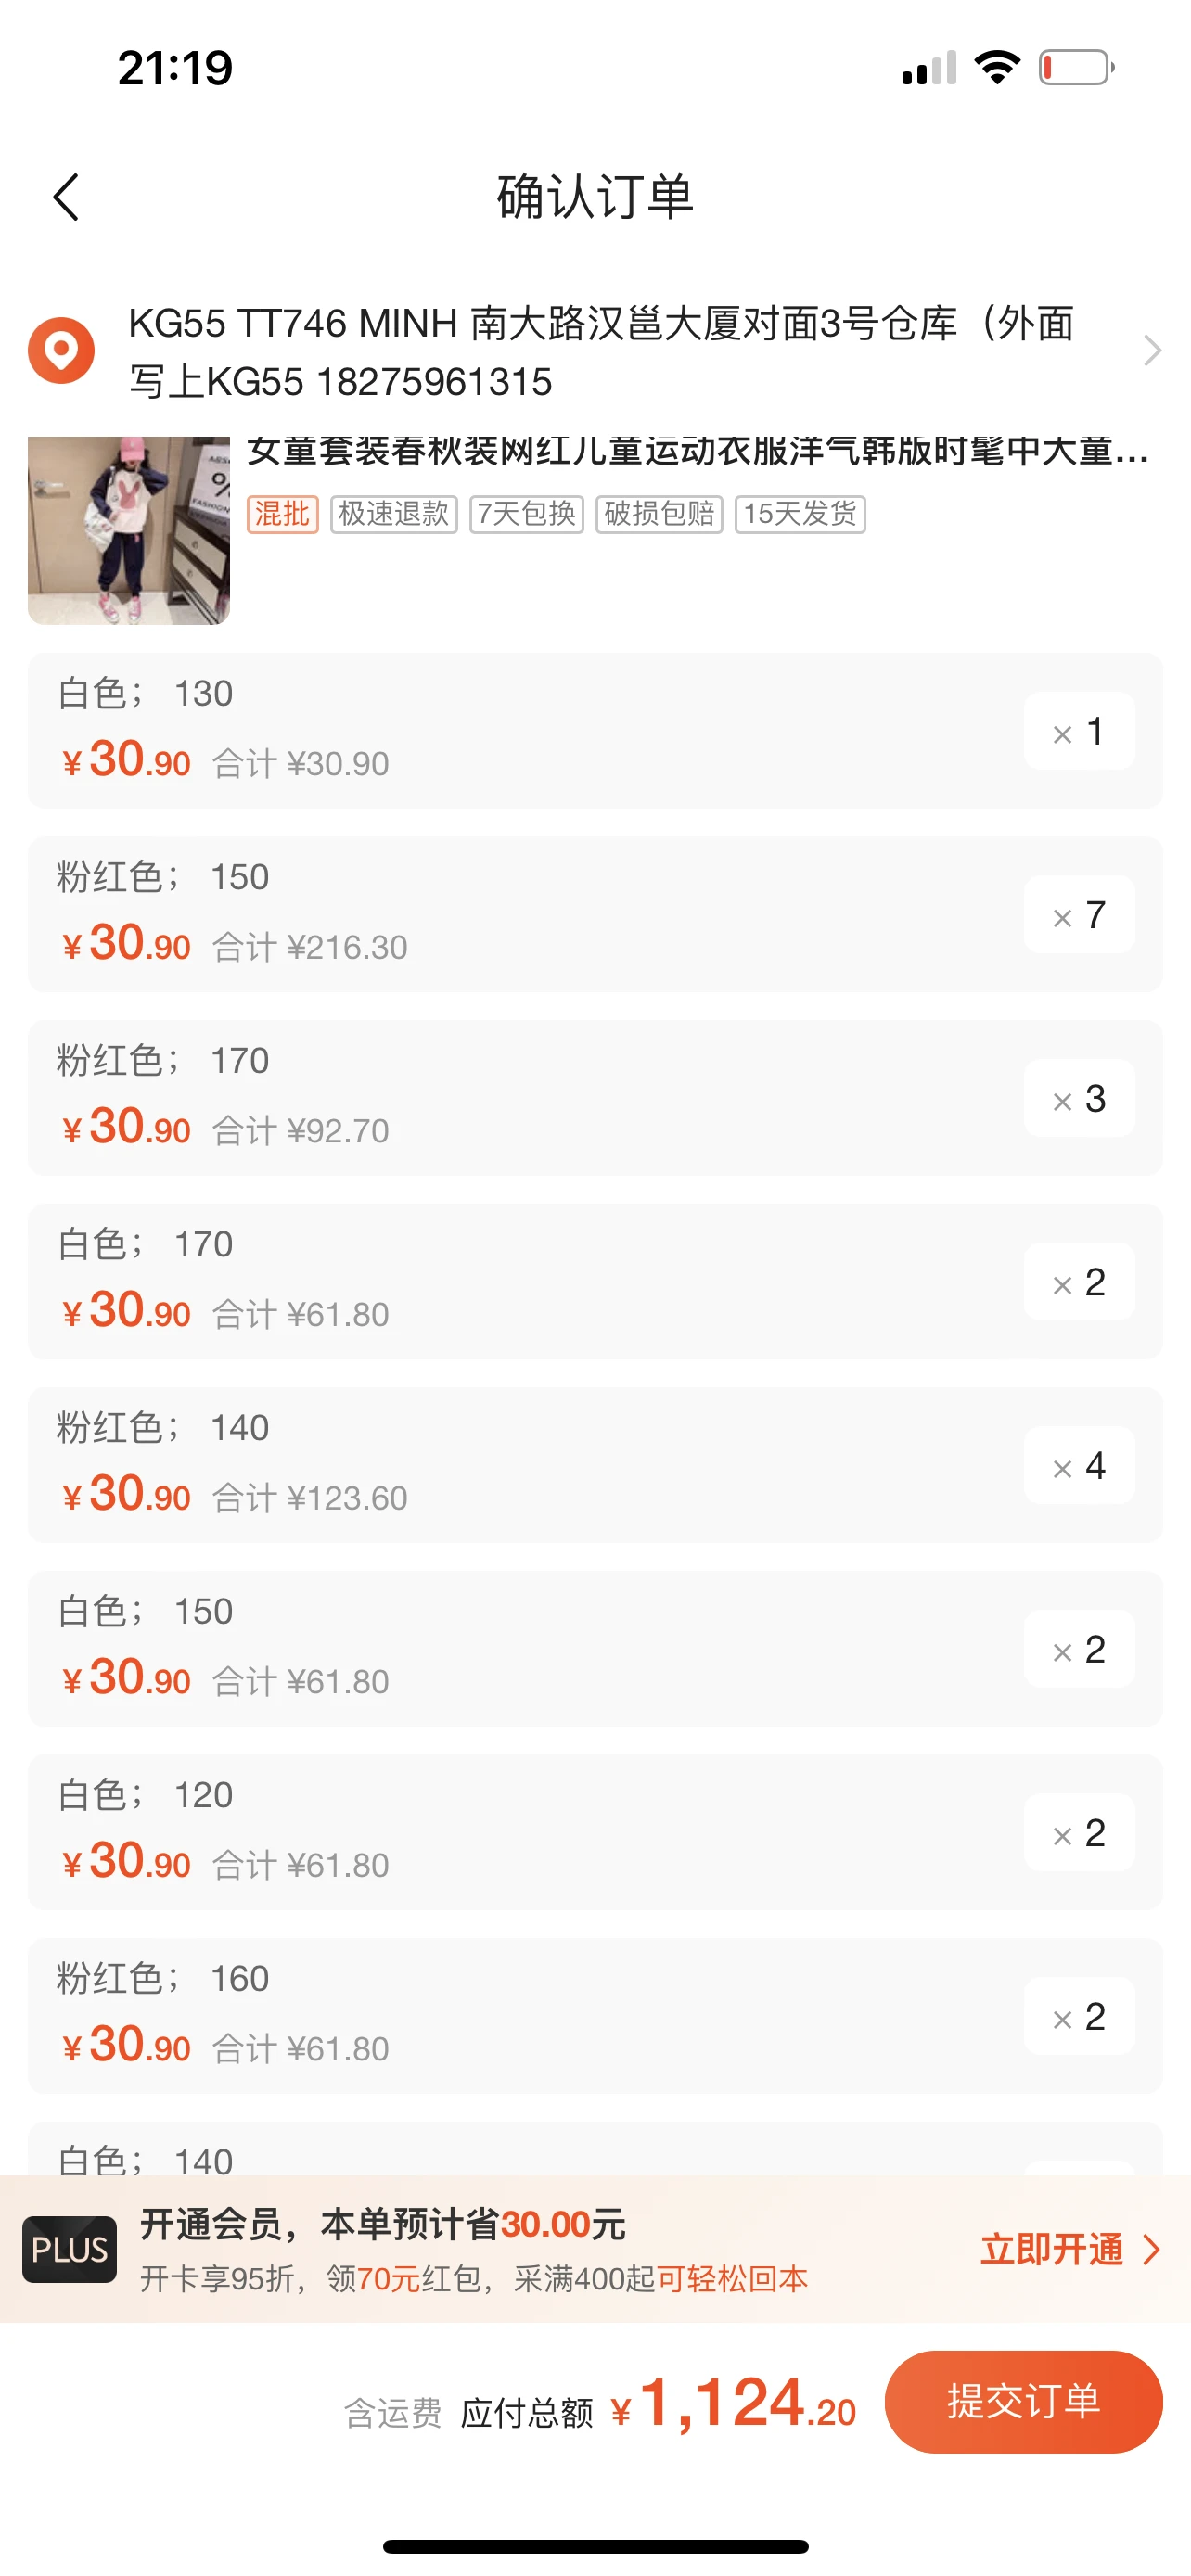 21:19
确认订单
KG55 TT746 MINH 南大路汉邕大厦对面3号仓库（外面
写上KG55 18275961315
女童套装春秋装网红儿童运动衣服洋气韩版时髦中大童...
混批 极速退款 7天包换 破损包赔 15天发货
%
FASHION
白色； 130
× 1
¥30.90 合计 ¥30.90
粉红色； 150
× 7
¥30.90 合计 ¥216.30
粉红色； 170
× 3
¥30.90 合计 ¥92.70
白色； 170
× 2
¥30.90 合计 ¥61.80
粉红色； 140
× 4
¥30.90 合计 ¥123.60
白色； 150
× 2
¥30.90 合计 ¥61.80
白色； 120
× 2
¥30.90 合计 ¥61.80
粉红色； 160
× 2
¥30.90 合计 ¥61.80
白色； 140
PLUS
开通会员，本单预计省30.00元
开卡享95折，领70元红包，采满400起可轻松回本
立即开通
含运费 应付总额 ¥1,124.20
提交订单